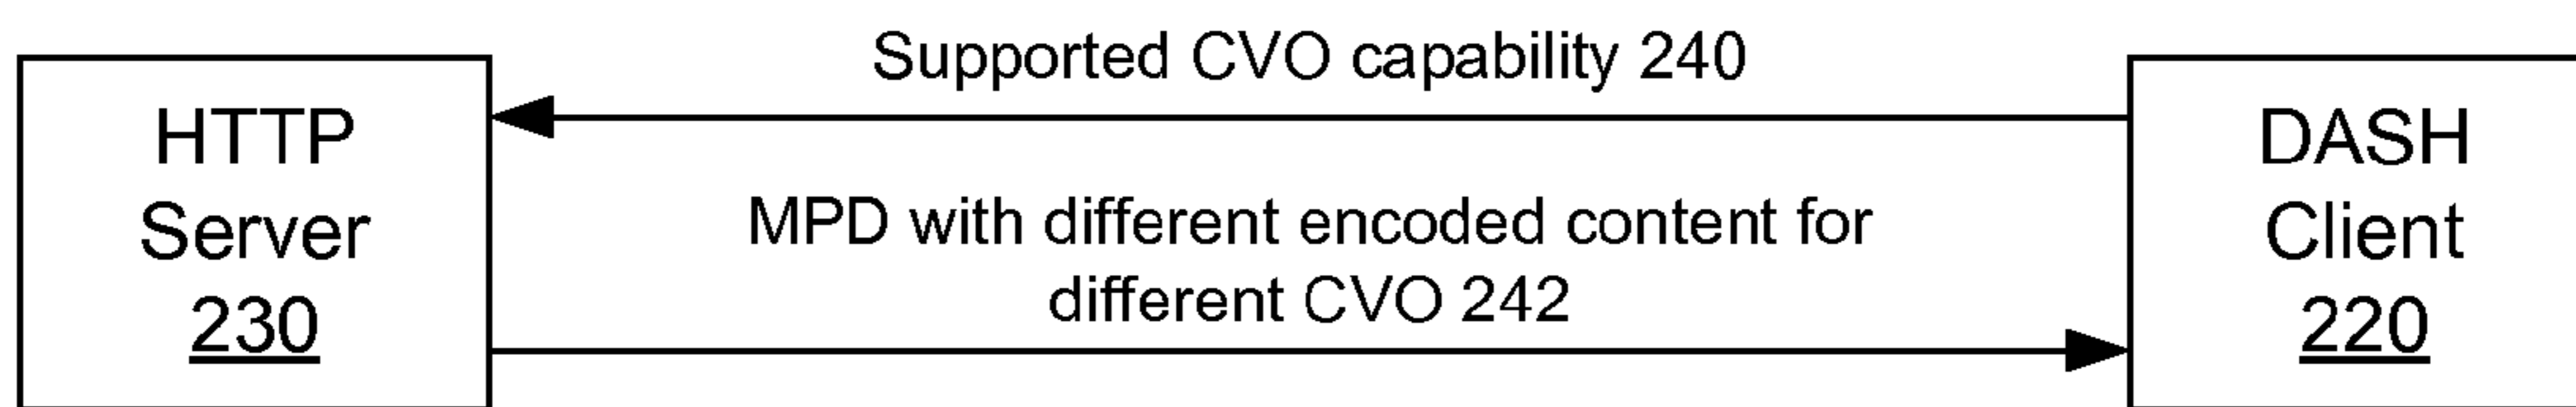 Supported CVO capability 240
HTTP
Server
230
MPD with different encoded content for
different CVO 242
DASH
Client
220